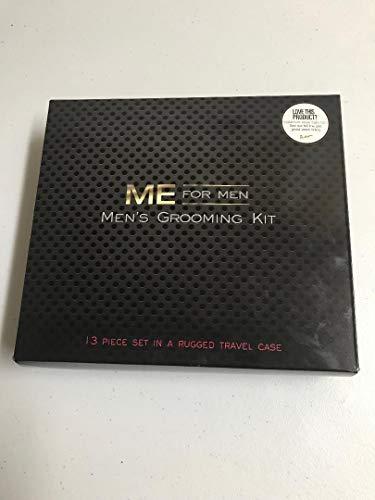 LOVE THIS
PRODUCT?
ME FOR MEN
MEN'S GROOMING KIT
13 PIECE SET IN A RUGGED TRAVEL CASE